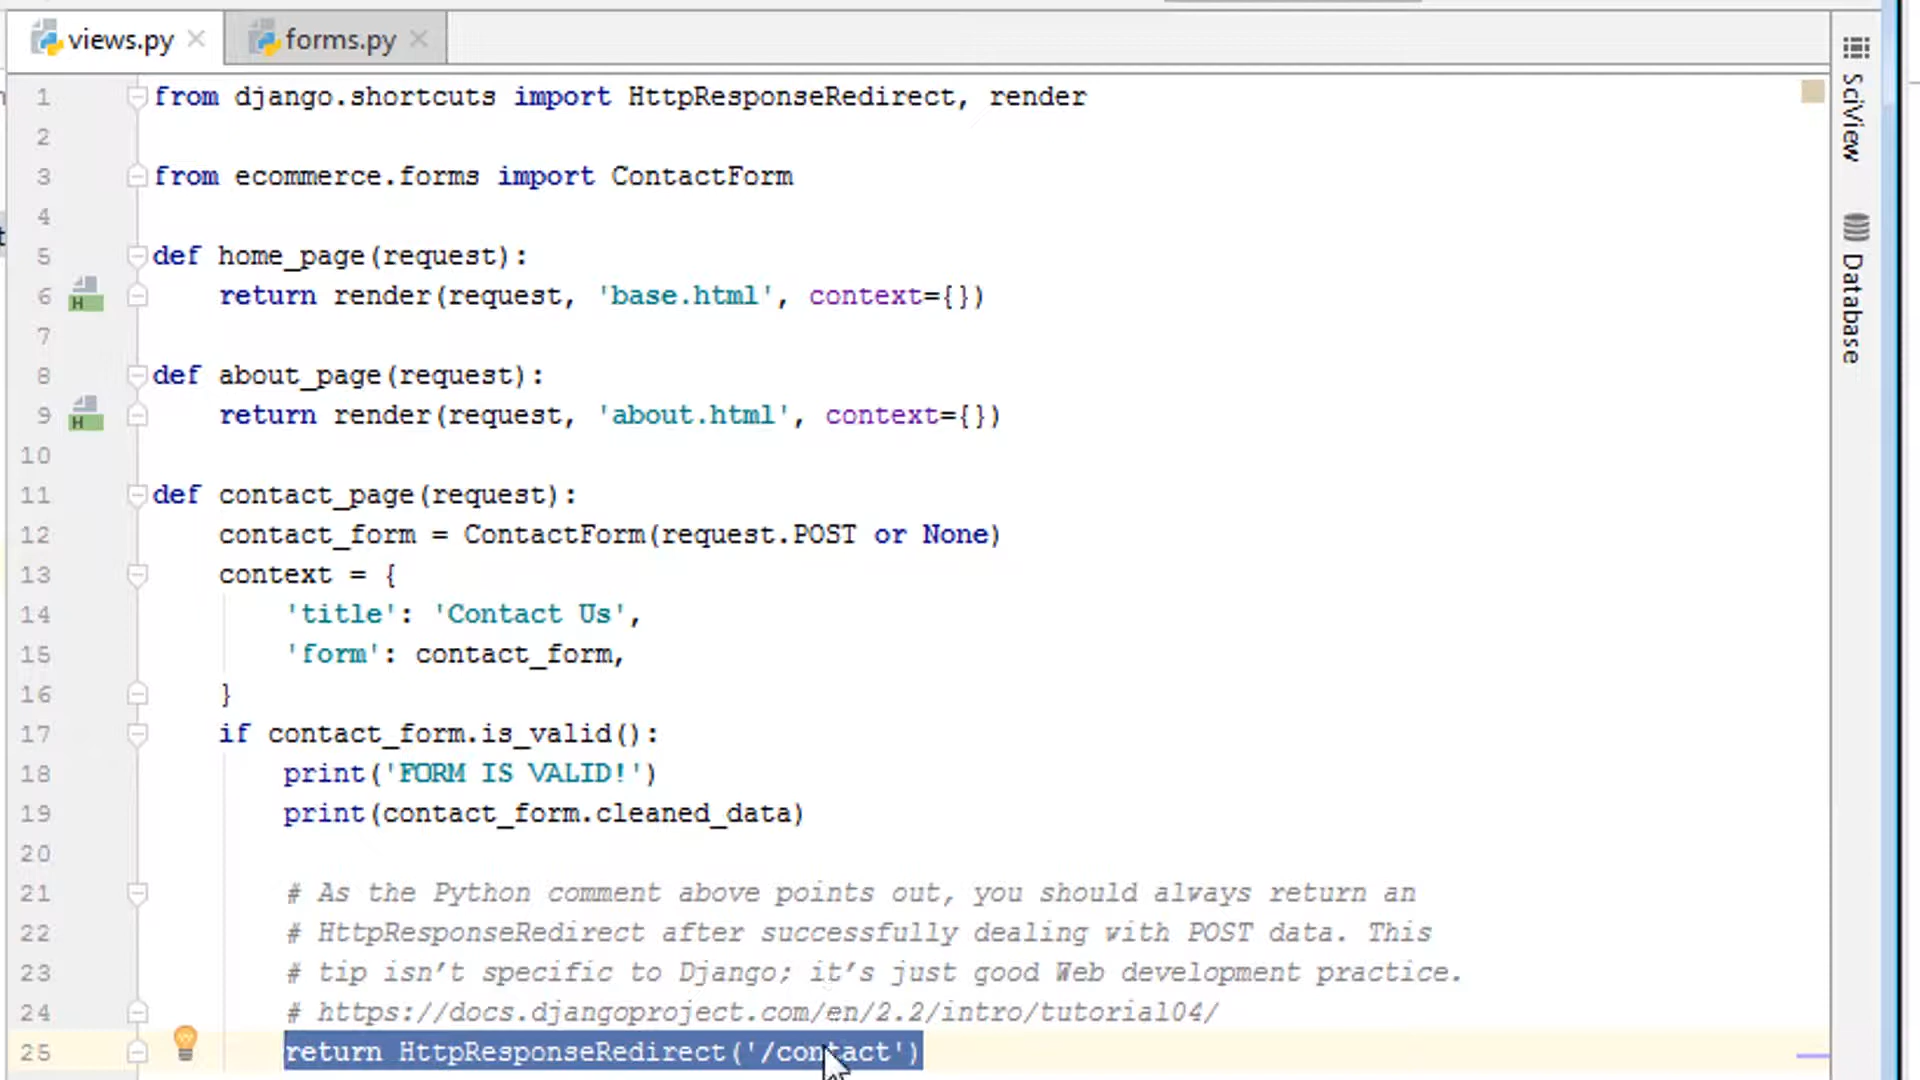 views.py
forms.py
1 from django.shortcuts import HttpResponseRedirect, render
2
3 from ecommerce.forms import ContactForm
4
5 def home_page(request):
6 return render(request, 'base.html', context={})
7
8 def about_page(request):
9 return render(request, 'about.html', context={})
10
11 def contact_page(request):
12 contact_form = ContactForm(request.POST or None)
13 context = {
14 'title': 'Contact Us',
15 'form': contact_form,
16 }
17 if contact_form.is_valid():
18 print('FORM IS VALID!')
19 print(contact_form.cleaned_data)
20
21 # As the Python comment above points out, you should always return an
22 # HttpResponseRedirect after successfully dealing with POST data. This
23 # tip isn't specific to Django; it's just good Web development practice.
24 # https://docs.djangoproject.com/en/2.2/intro/tutorial04/
25 return HttpResponseRedirect('/contact')
SciView
Database